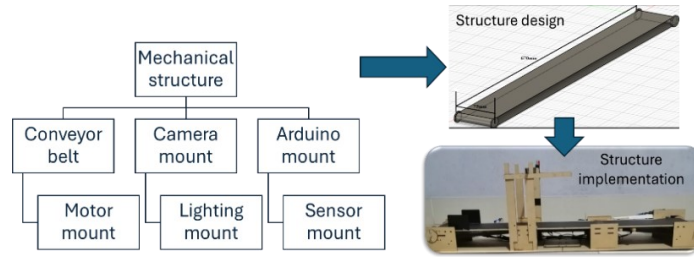 Mechanical
structure
Conveyor
belt
Camera
mount
Arduino
mount
Motor
mount
Lighting
mount
Sensor
mount
Structure design
Structure
implementation